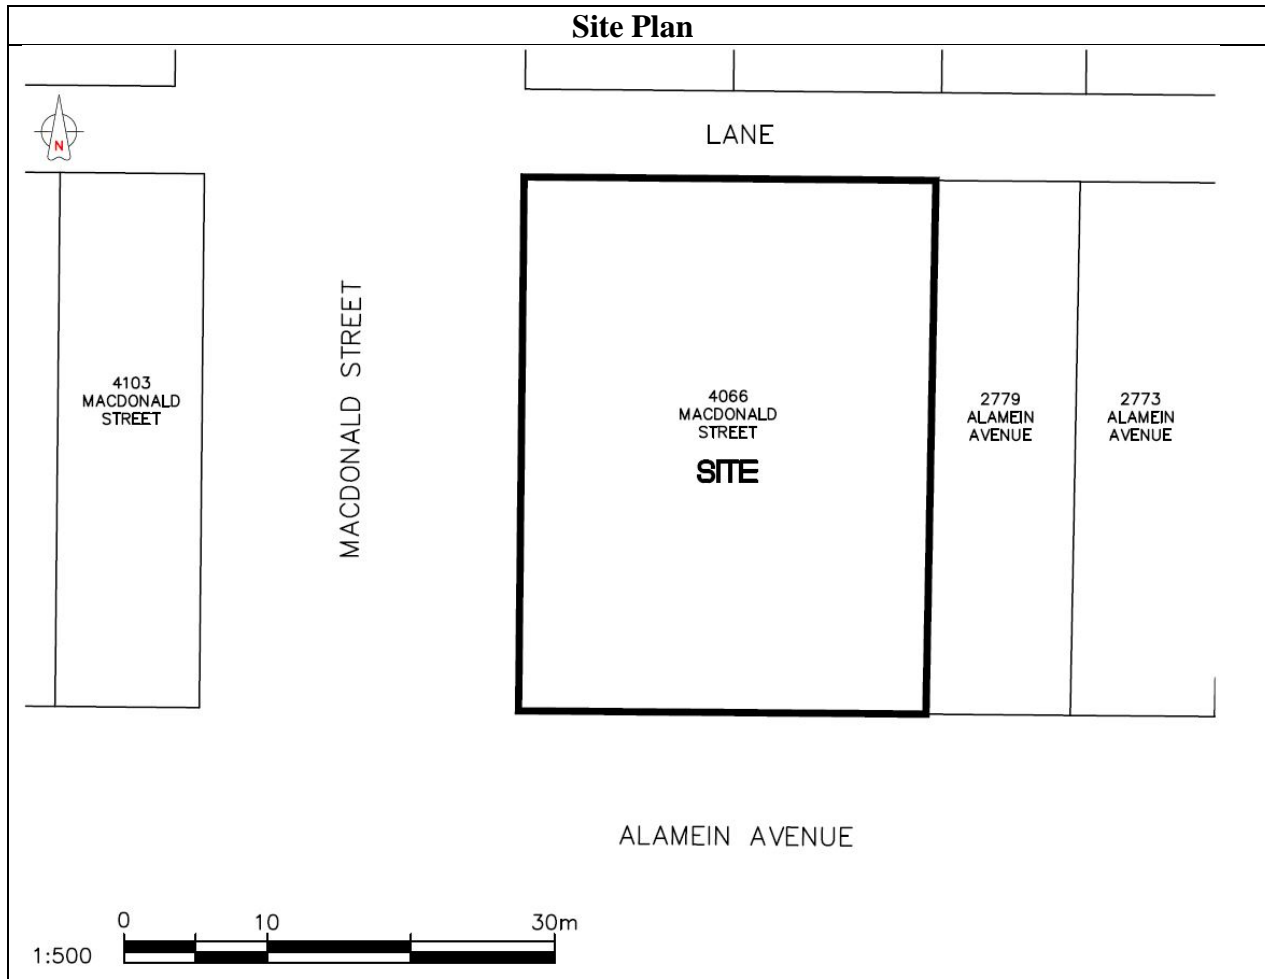 Site Plan
LANE
N
MACDONALD STREET
4103
MACDONALD
STREET
4066
MACDONALD
STREET
SITE
2779
ALAMEIN
AVENUE
2773
ALAMEIN
AVENUE
ALAMEIN AVENUE
0 10 30m
1:500